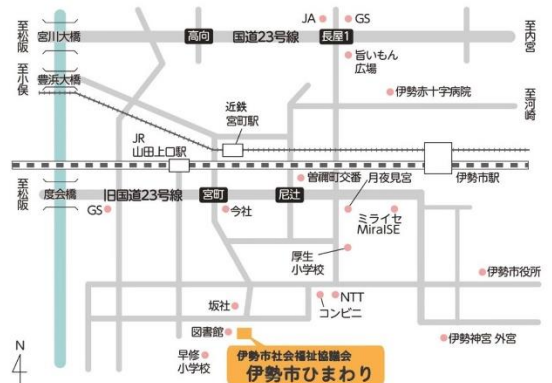 JA
GS
至松阪
宮川大橋
高向
国道23号線
長屋1
至内宮
旨いもん
広場
至小俣
豊浜大橋
伊勢赤十字病院
至河崎
近鉄
宮町駅
JR
山田上口駅
伊勢市駅
至松阪
度会橋
旧国道23号線
宮町
尼辻
曽禰町交番
月夜見宮
GS
今社
ミライセ
MiraISE
厚生
小学校
伊勢市役所
NTT
コンビニ
坂社
図書館
伊勢神宮 外宮
早修
小学校
伊勢市社会福祉協議会
伊勢市ひまわり
N
4